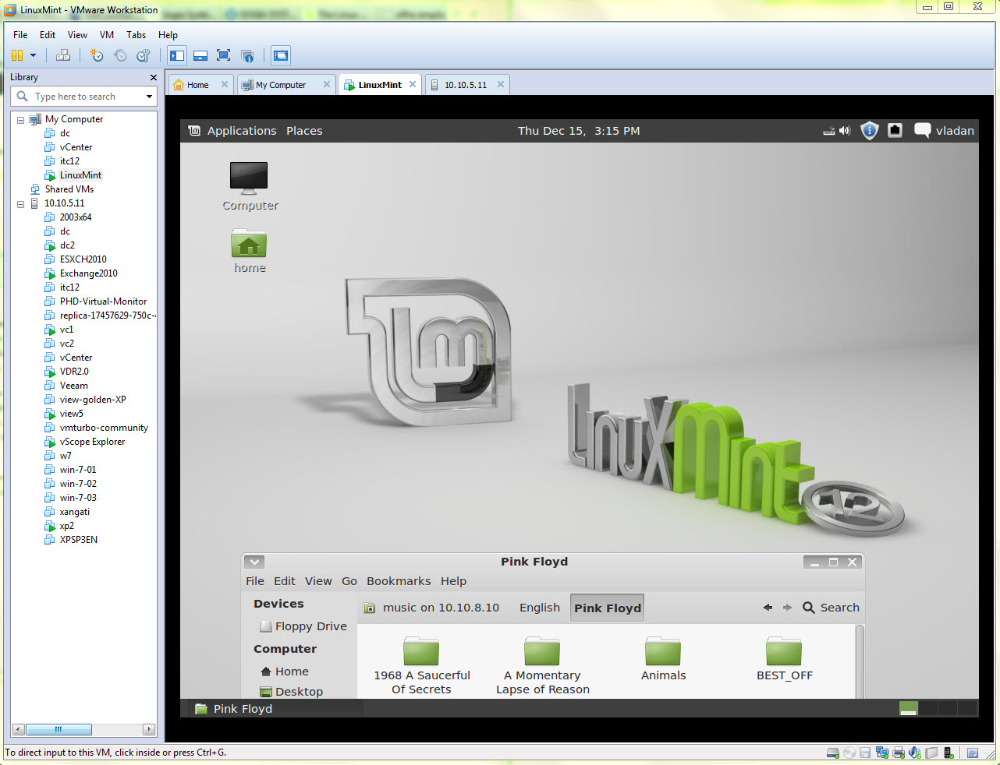 LinuxMint - VMware Workstation
File Edit View VM Tabs Help
Library
Type here to search
My Computer
dc
vCenter
itc12
LinuxMint
Shared VMs
10.10.5.11
2003x64
dc
dc2
ESXCH2010
Exchange2010
itc12
PHD-Virtual-Monitor
replica-17457629-750c-
vc1
vc2
vCenter
VDR2.0
Veeam
view-golden-XP
view5
vmturbo-community
vScope Explorer
w7
win-7-01
win-7-02
win-7-03
xangati
xp2
XPSP3EN
Home My Computer LinuxMint 10.10.5.11
Applications Places Thu Dec 15, 3:15 PM vladan
Computer
home
lm
LinuxMint 12
Pink Floyd
File Edit View Go Bookmarks Help
Devices
Floppy Drive
Computer
Home
Desktop
music on 10.10.8.10 English Pink Floyd Search
1968 A Saucerful
Of Secrets
A Momentary
Lapse of Reason
Animals
BEST_OFF
Pink Floyd
To direct input to this VM, click inside or press Ctrl+G.